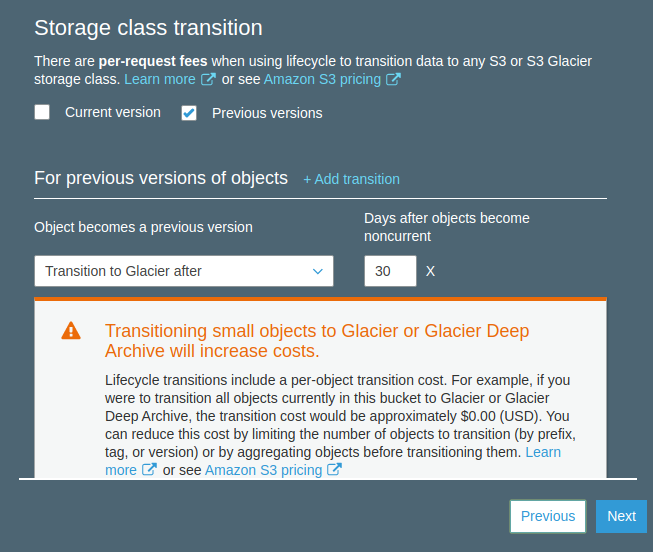 Storage class transition
There are per-request fees when using lifecycle to transition data to any S3 or S3 Glacier
storage class. Learn more or see Amazon S3 pricing
Current version Previous versions
For previous versions of objects + Add transition
Object becomes a previous version
Days after objects become
noncurrent
Transition to Glacier after
30 X
Transitioning small objects to Glacier or Glacier Deep
Archive will increase costs.
Lifecycle transitions include a per-object transition cost. For example, if you
were to transition all objects currently in this bucket to Glacier or Glacier
Deep Archive, the transition cost would be approximately $0.00 (USD). You
can reduce this cost by limiting the number of objects to transition (by prefix,
tag, or version) or by aggregating objects before transitioning them. Learn
more or see Amazon S3 pricing
Previous Next